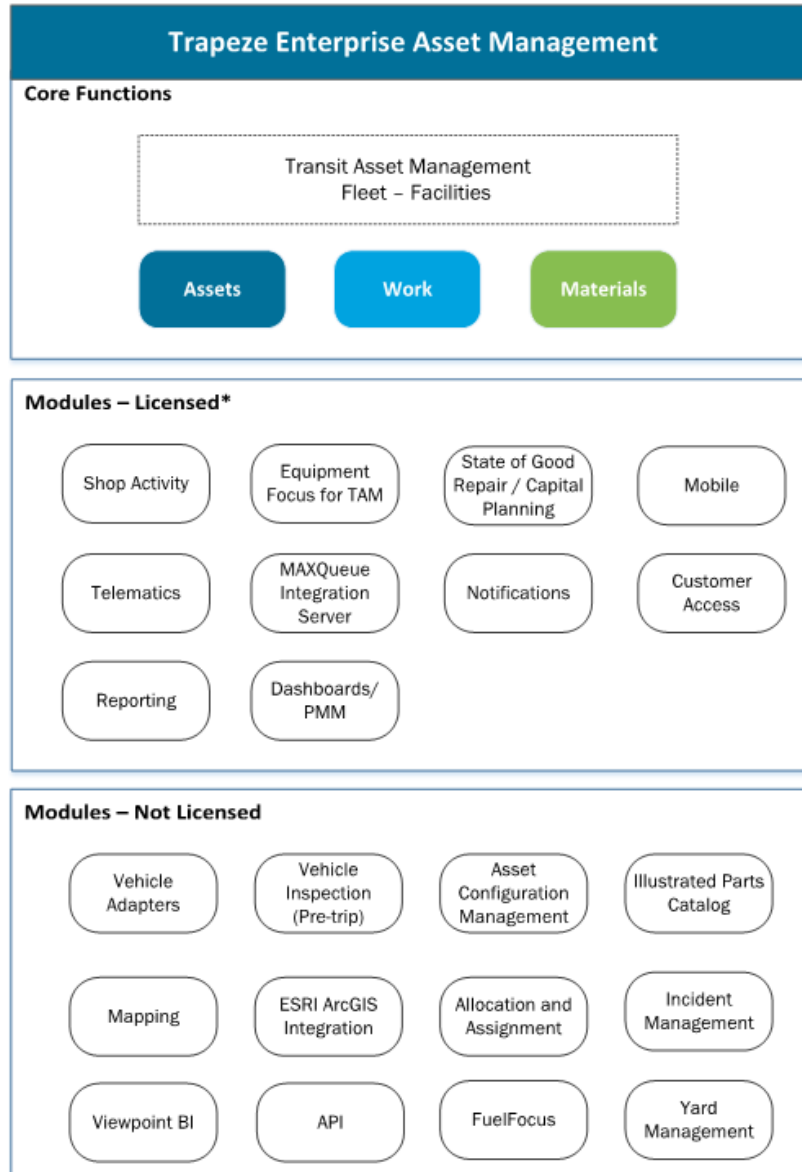 Trapeze Enterprise Asset Management
Core Functions
Transit Asset Management
Fleet – Facilities
Assets
Work
Materials
Modules – Licensed*
Shop Activity
Equipment
Focus for TAM
State of Good
Repair / Capital
Planning
Mobile
Telematics
MAXQueue
Integration
Server
Notifications
Customer
Access
Reporting
Dashboards/
PMM
Modules – Not Licensed
Vehicle
Adapters
Vehicle
Inspection
(Pre-trip)
Asset
Configuration
Management
Illustrated Parts
Catalog
Mapping
ESRI ArcGIS
Integration
Allocation and
Assignment
Incident
Management
Viewpoint BI
API
FuelFocus
Yard
Management